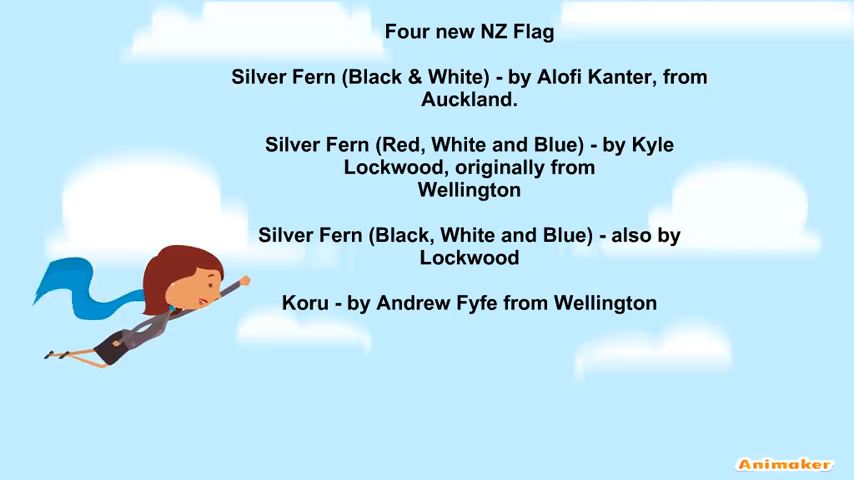 Four new NZ Flag
Silver Fern (Black & White) - by Alofi Kanter, from
Auckland.
Silver Fern (Red, White and Blue) - by Kyle
Lockwood, originally from
Wellington
Silver Fern (Black, White and Blue) - also by
Lockwood
Koru - by Andrew Fyfe from Wellington
Animaker